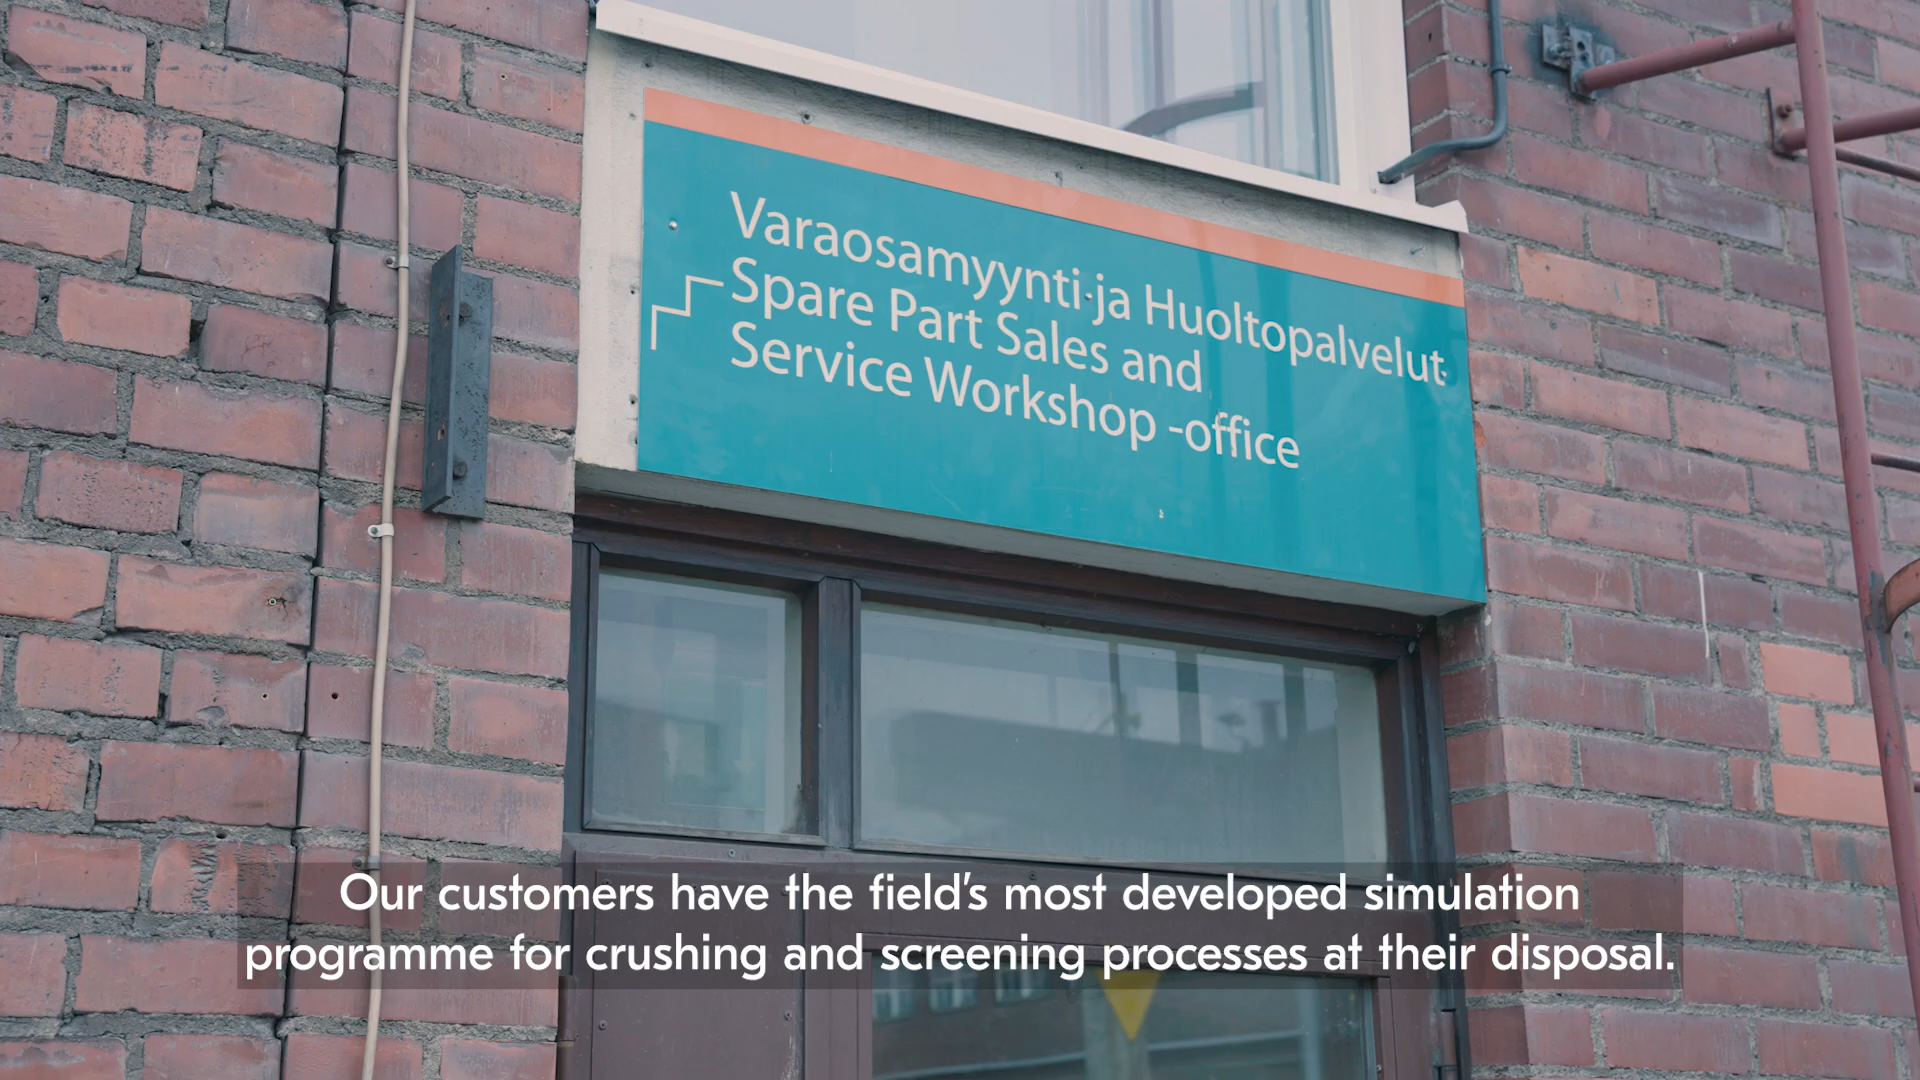 Varaosamyynti ja Huoltopalvelut
Spare Part Sales and
Service Workshop -office
Our customers have the field's most developed simulation
programme for crushing and screening processes at their disposal.